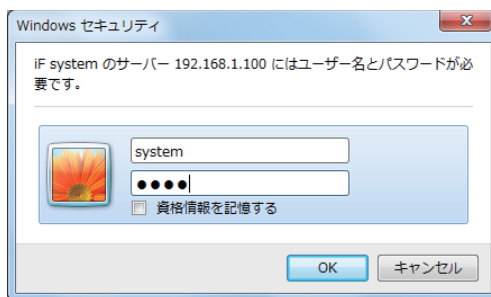 Windows セキュリティ
iF system のサーバー 192.168.1.100 にはユーザー名とパスワードが必
要です。
system
●●●●
資格情報を記憶する
OK キャンセル